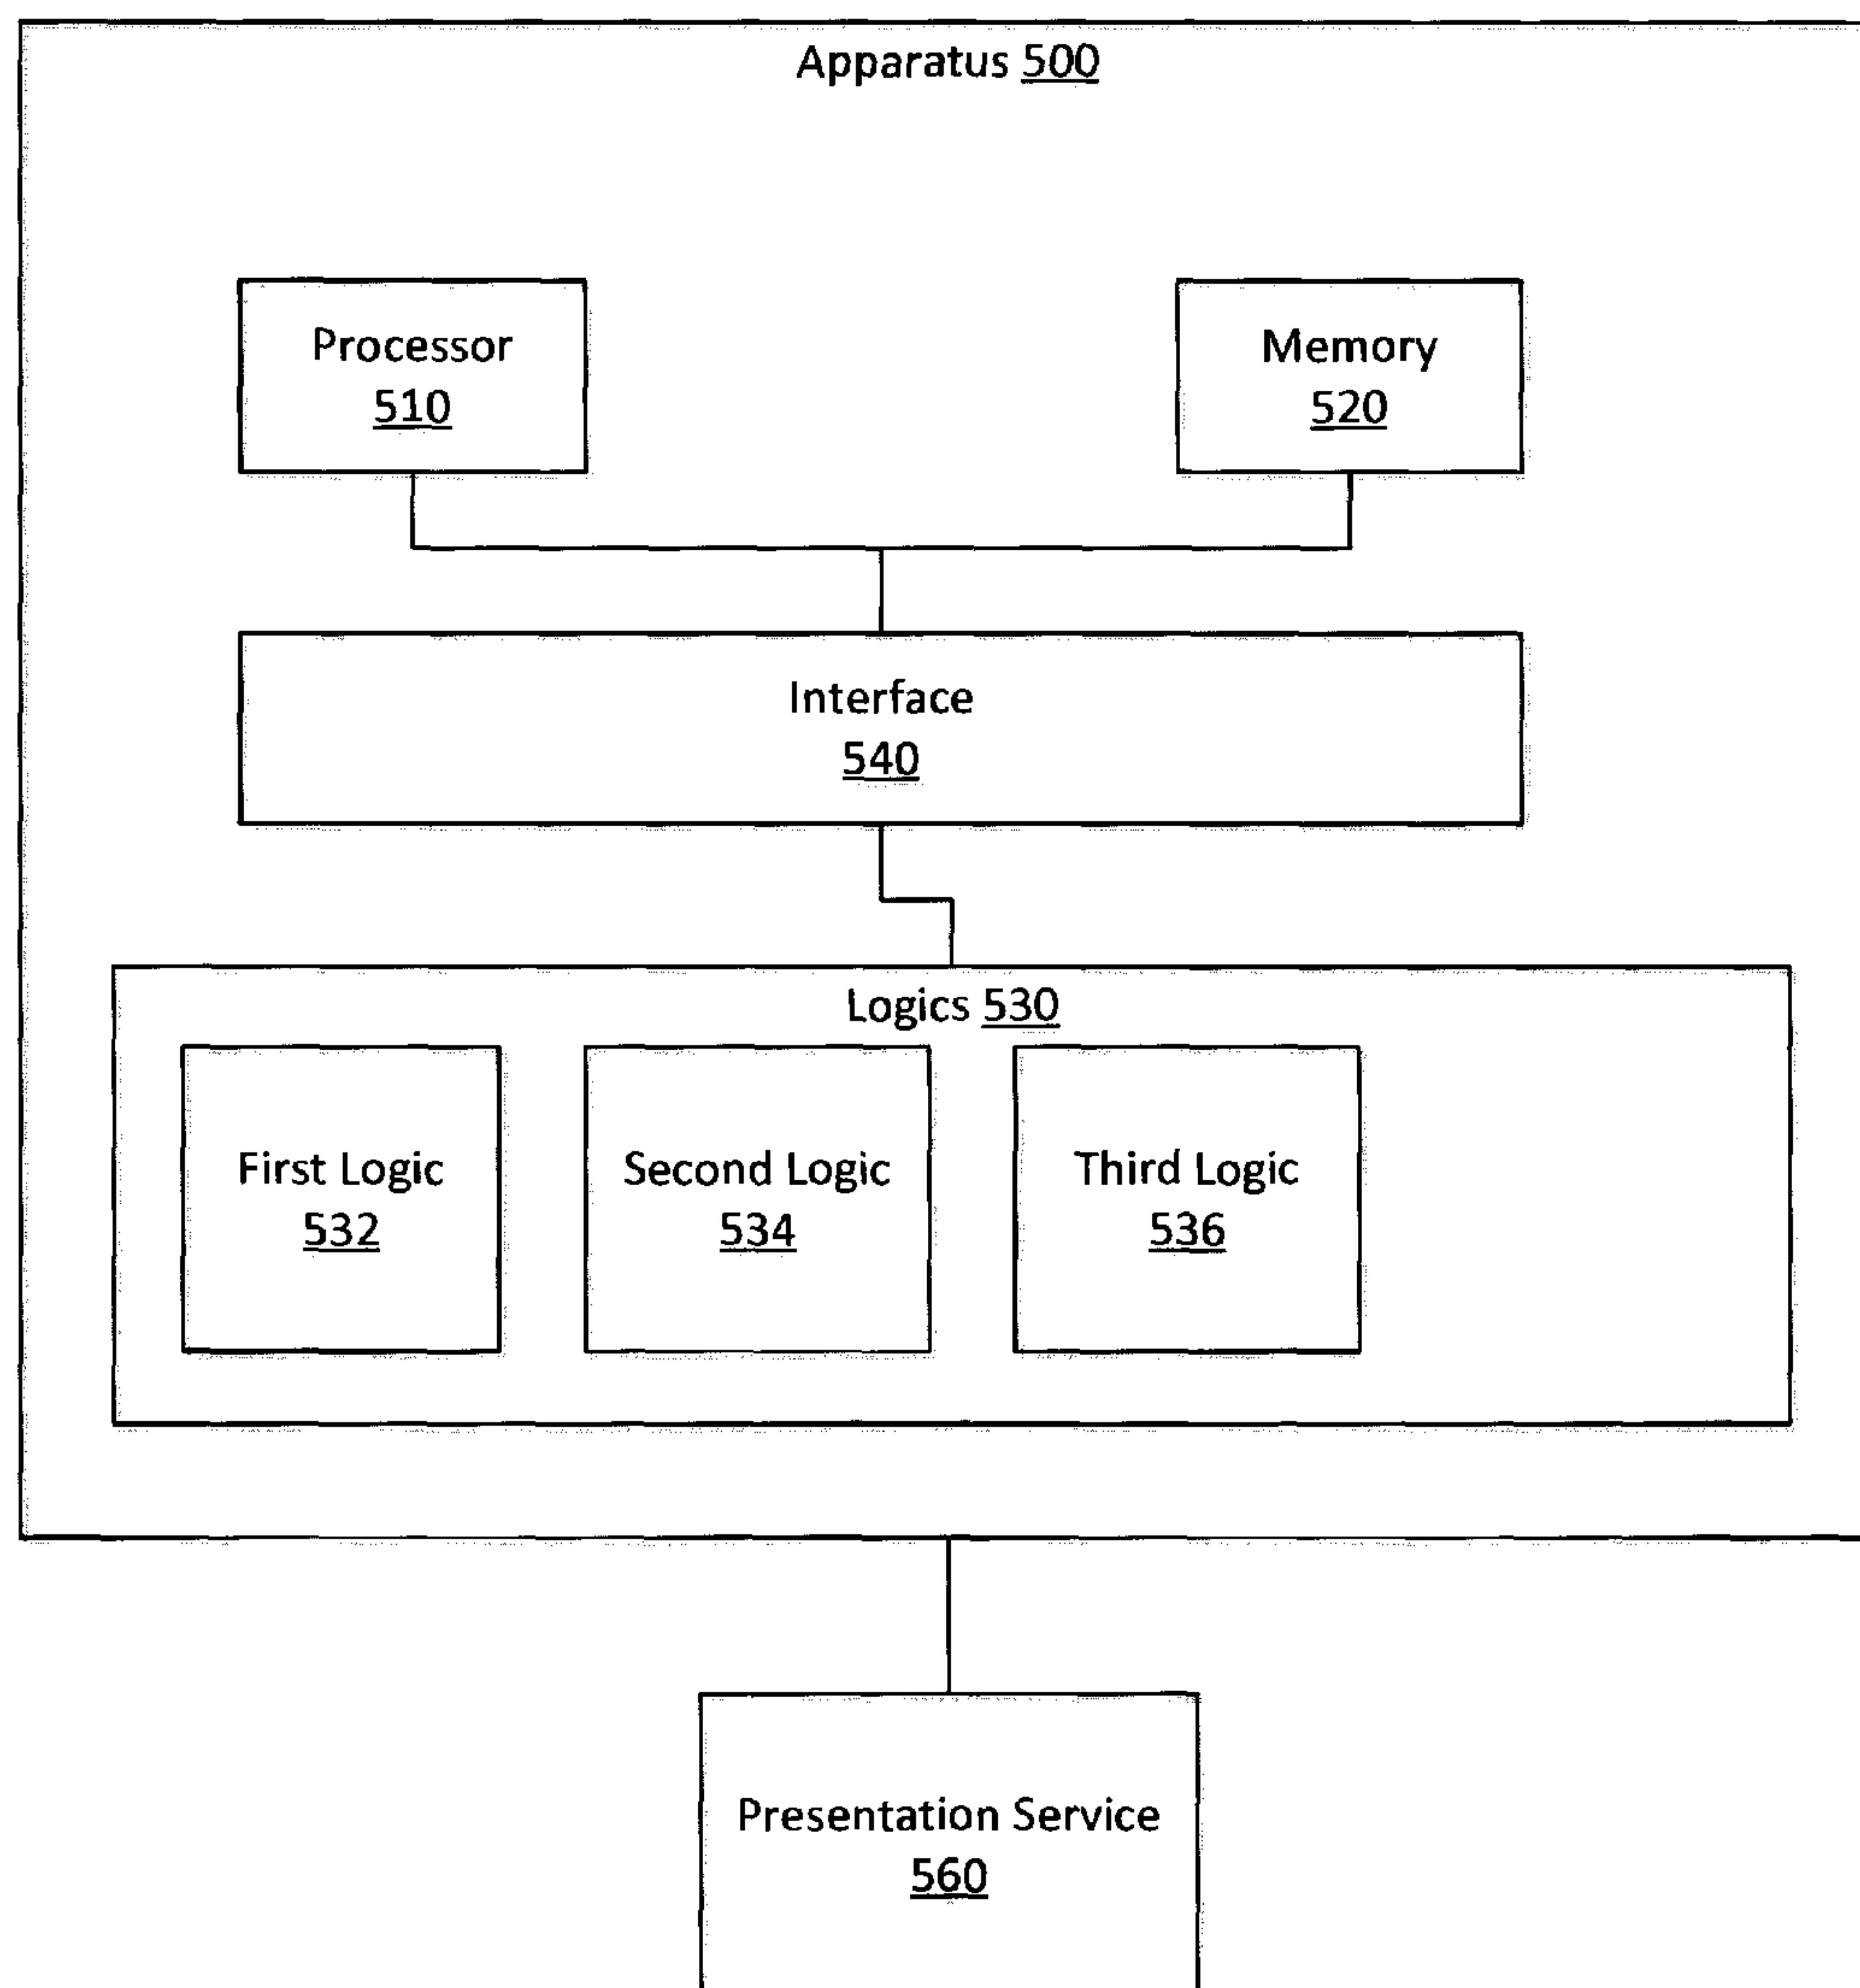 Apparatus 500
Processor
510
Memory
520
Interface
540
Logics 530
First Logic
532
Second Logic
534
Third Logic
536
Presentation Service
560